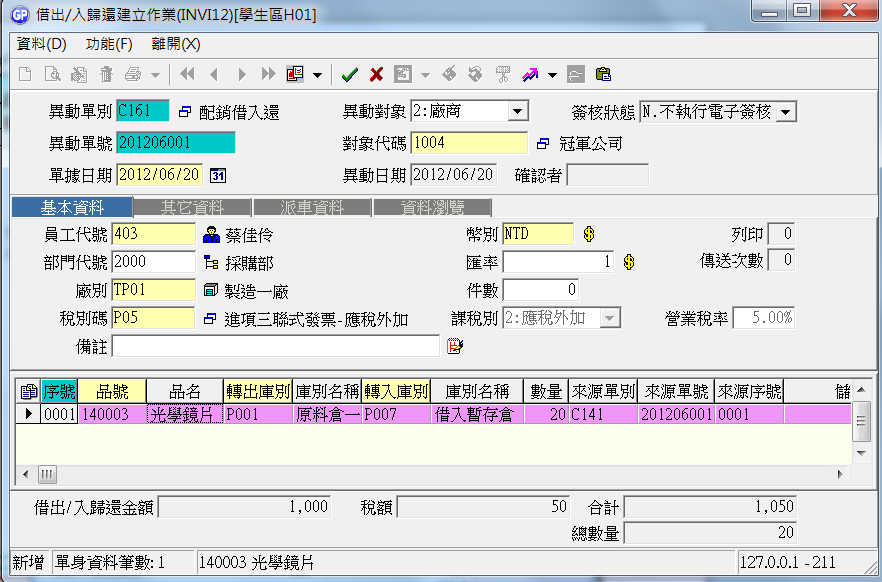 GP 借出/入歸還建立作業(INVI12)[學生區H01]
資料(D) 功能(F) 離開(X)
異動單別 C161 配銷借入還 異動對象 2:廠商 簽核狀態 N.不執行電子簽核
異動單號 201206001 對象代碼 1004 冠軍公司
單據日期 2012/06/20 31 異動日期 2012/06/20 確認者
基本資料 其它資料 派車資料 資料瀏覽
員工代號 403 蔡佳伶 幣別 NTD 列印 0
部門代號 2000 採購部 匯率 1 傳送次數 0
廠別 TP01 製造一廠 件數 0
稅別碼 P05 進項三聯式發票-應稅外加 課稅別 2:應稅外加 營業稅率 5.00%
備註
序號 品號 品名 轉出庫別 庫別名稱 轉入庫別 庫別名稱 數量 來源單別 來源單號 來源序號 儲
0001 140003 光學鏡片 P001 原料倉一 P007 借入暫存倉 20 C141 201206001 0001
借出/入歸還金額 1,000 稅額 50 合計 1,050
總數量 20
新增 單身資料筆數: 1 140003 光學鏡片 127.0.0.1 - 211